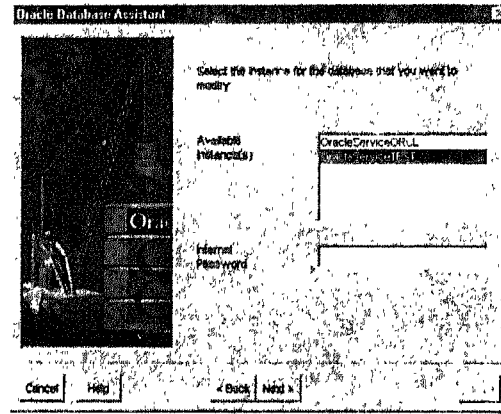 Oracle Database Assistant
Select the instance for the database that you want to
modify
Available
Instance(s)
OracleServiceORCL
Internal
Password
Cancel
Help
< Back
Next >